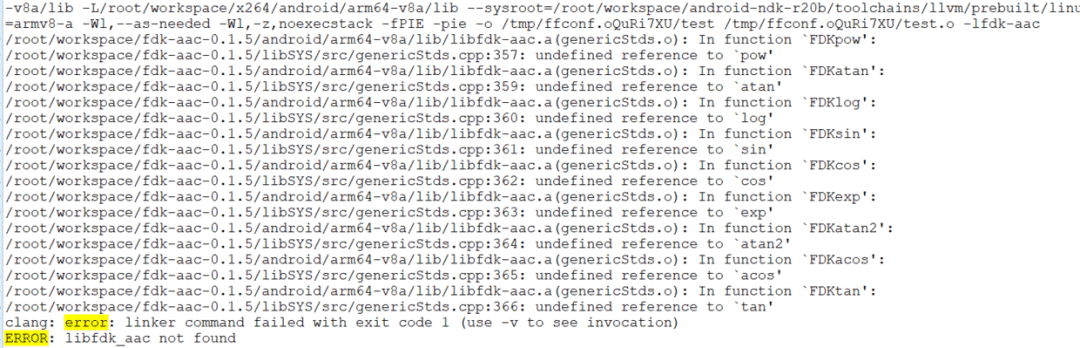 -v8a/lib -L/root/workspace/x264/android/arm64-v8a/lib --sysroot=/root/workspace/android-ndk-r20b/toolchains/llvm/prebuilt/linu
=armv8-a -Wl,--as-needed -Wl,-z,noexecstack -fPIE -pie -o /tmp/ffconf.oQuRi7XU/test /tmp/ffconf.oQuRi7XU/test.o -lfdk-aac
/root/workspace/fdk-aac-0.1.5/android/arm64-v8a/lib/libfdk-aac.a(genericStds.o): In function `FDKpow':
/root/workspace/fdk-aac-0.1.5/libSYS/src/genericStds.cpp:357: undefined reference to `pow'
/root/workspace/fdk-aac-0.1.5/android/arm64-v8a/lib/libfdk-aac.a(genericStds.o): In function `FDKatan':
/root/workspace/fdk-aac-0.1.5/libSYS/src/genericStds.cpp:359: undefined reference to `atan'
/root/workspace/fdk-aac-0.1.5/android/arm64-v8a/lib/libfdk-aac.a(genericStds.o): In function `FDKlog':
/root/workspace/fdk-aac-0.1.5/libSYS/src/genericStds.cpp:360: undefined reference to `log'
/root/workspace/fdk-aac-0.1.5/android/arm64-v8a/lib/libfdk-aac.a(genericStds.o): In function `FDKsin':
/root/workspace/fdk-aac-0.1.5/libSYS/src/genericStds.cpp:361: undefined reference to `sin'
/root/workspace/fdk-aac-0.1.5/android/arm64-v8a/lib/libfdk-aac.a(genericStds.o): In function `FDKcos':
/root/workspace/fdk-aac-0.1.5/libSYS/src/genericStds.cpp:362: undefined reference to `cos'
/root/workspace/fdk-aac-0.1.5/android/arm64-v8a/lib/libfdk-aac.a(genericStds.o): In function `FDKexp':
/root/workspace/fdk-aac-0.1.5/libSYS/src/genericStds.cpp:363: undefined reference to `exp'
/root/workspace/fdk-aac-0.1.5/android/arm64-v8a/lib/libfdk-aac.a(genericStds.o): In function `FDKatan2':
/root/workspace/fdk-aac-0.1.5/libSYS/src/genericStds.cpp:364: undefined reference to `atan2'
/root/workspace/fdk-aac-0.1.5/android/arm64-v8a/lib/libfdk-aac.a(genericStds.o): In function `FDKacos':
/root/workspace/fdk-aac-0.1.5/libSYS/src/genericStds.cpp:365: undefined reference to `acos'
/root/workspace/fdk-aac-0.1.5/android/arm64-v8a/lib/libfdk-aac.a(genericStds.o): In function `FDKtan':
/root/workspace/fdk-aac-0.1.5/libSYS/src/genericStds.cpp:366: undefined reference to `tan'
clang: error: linker command failed with exit code 1 (use -v to see invocation)
ERROR: libfdk_aac not found